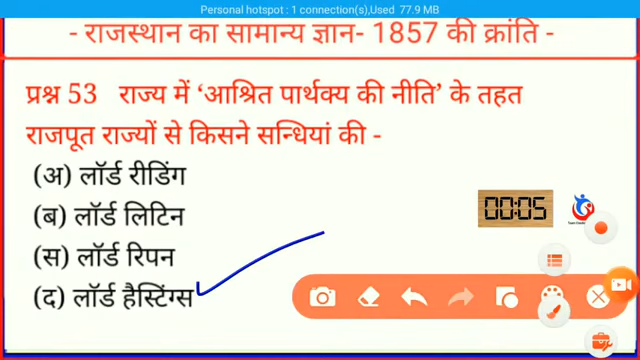 Personal hotspot : 1 connection(s),Used  77.9 MB
- राजस्थान का सामान्य ज्ञान- 1857 की क्रांति -
प्रश्न 53   राज्य में ‘आश्रित पार्थक्य की नीति’ के तहत
राजपूत राज्यों से किसने सन्धियां की -
(अ) लॉर्ड रीडिंग
(ब) लॉर्ड लिटिन
(स) लॉर्ड रिपन
(द) लॉर्ड हैस्टिंग्स
00:05